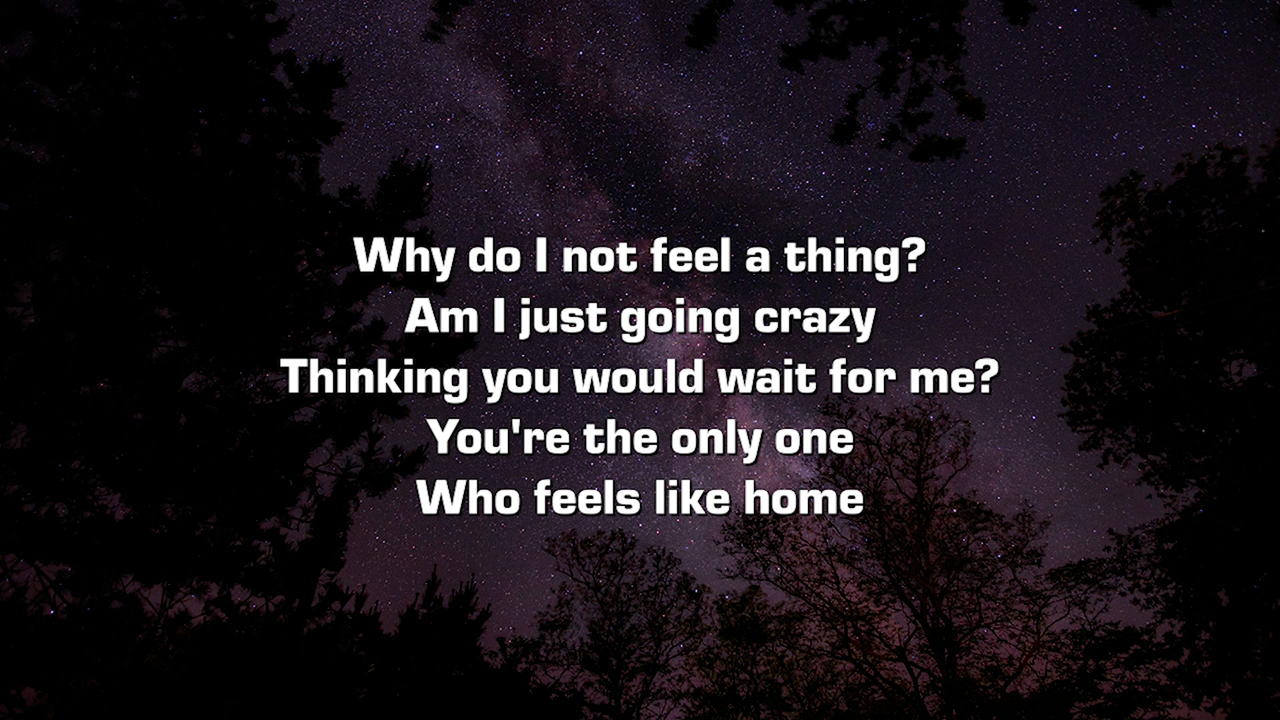 Why do I not feel a thing?
Am I just going crazy
Thinking you would wait for me?
You're the only one
Who feels like home